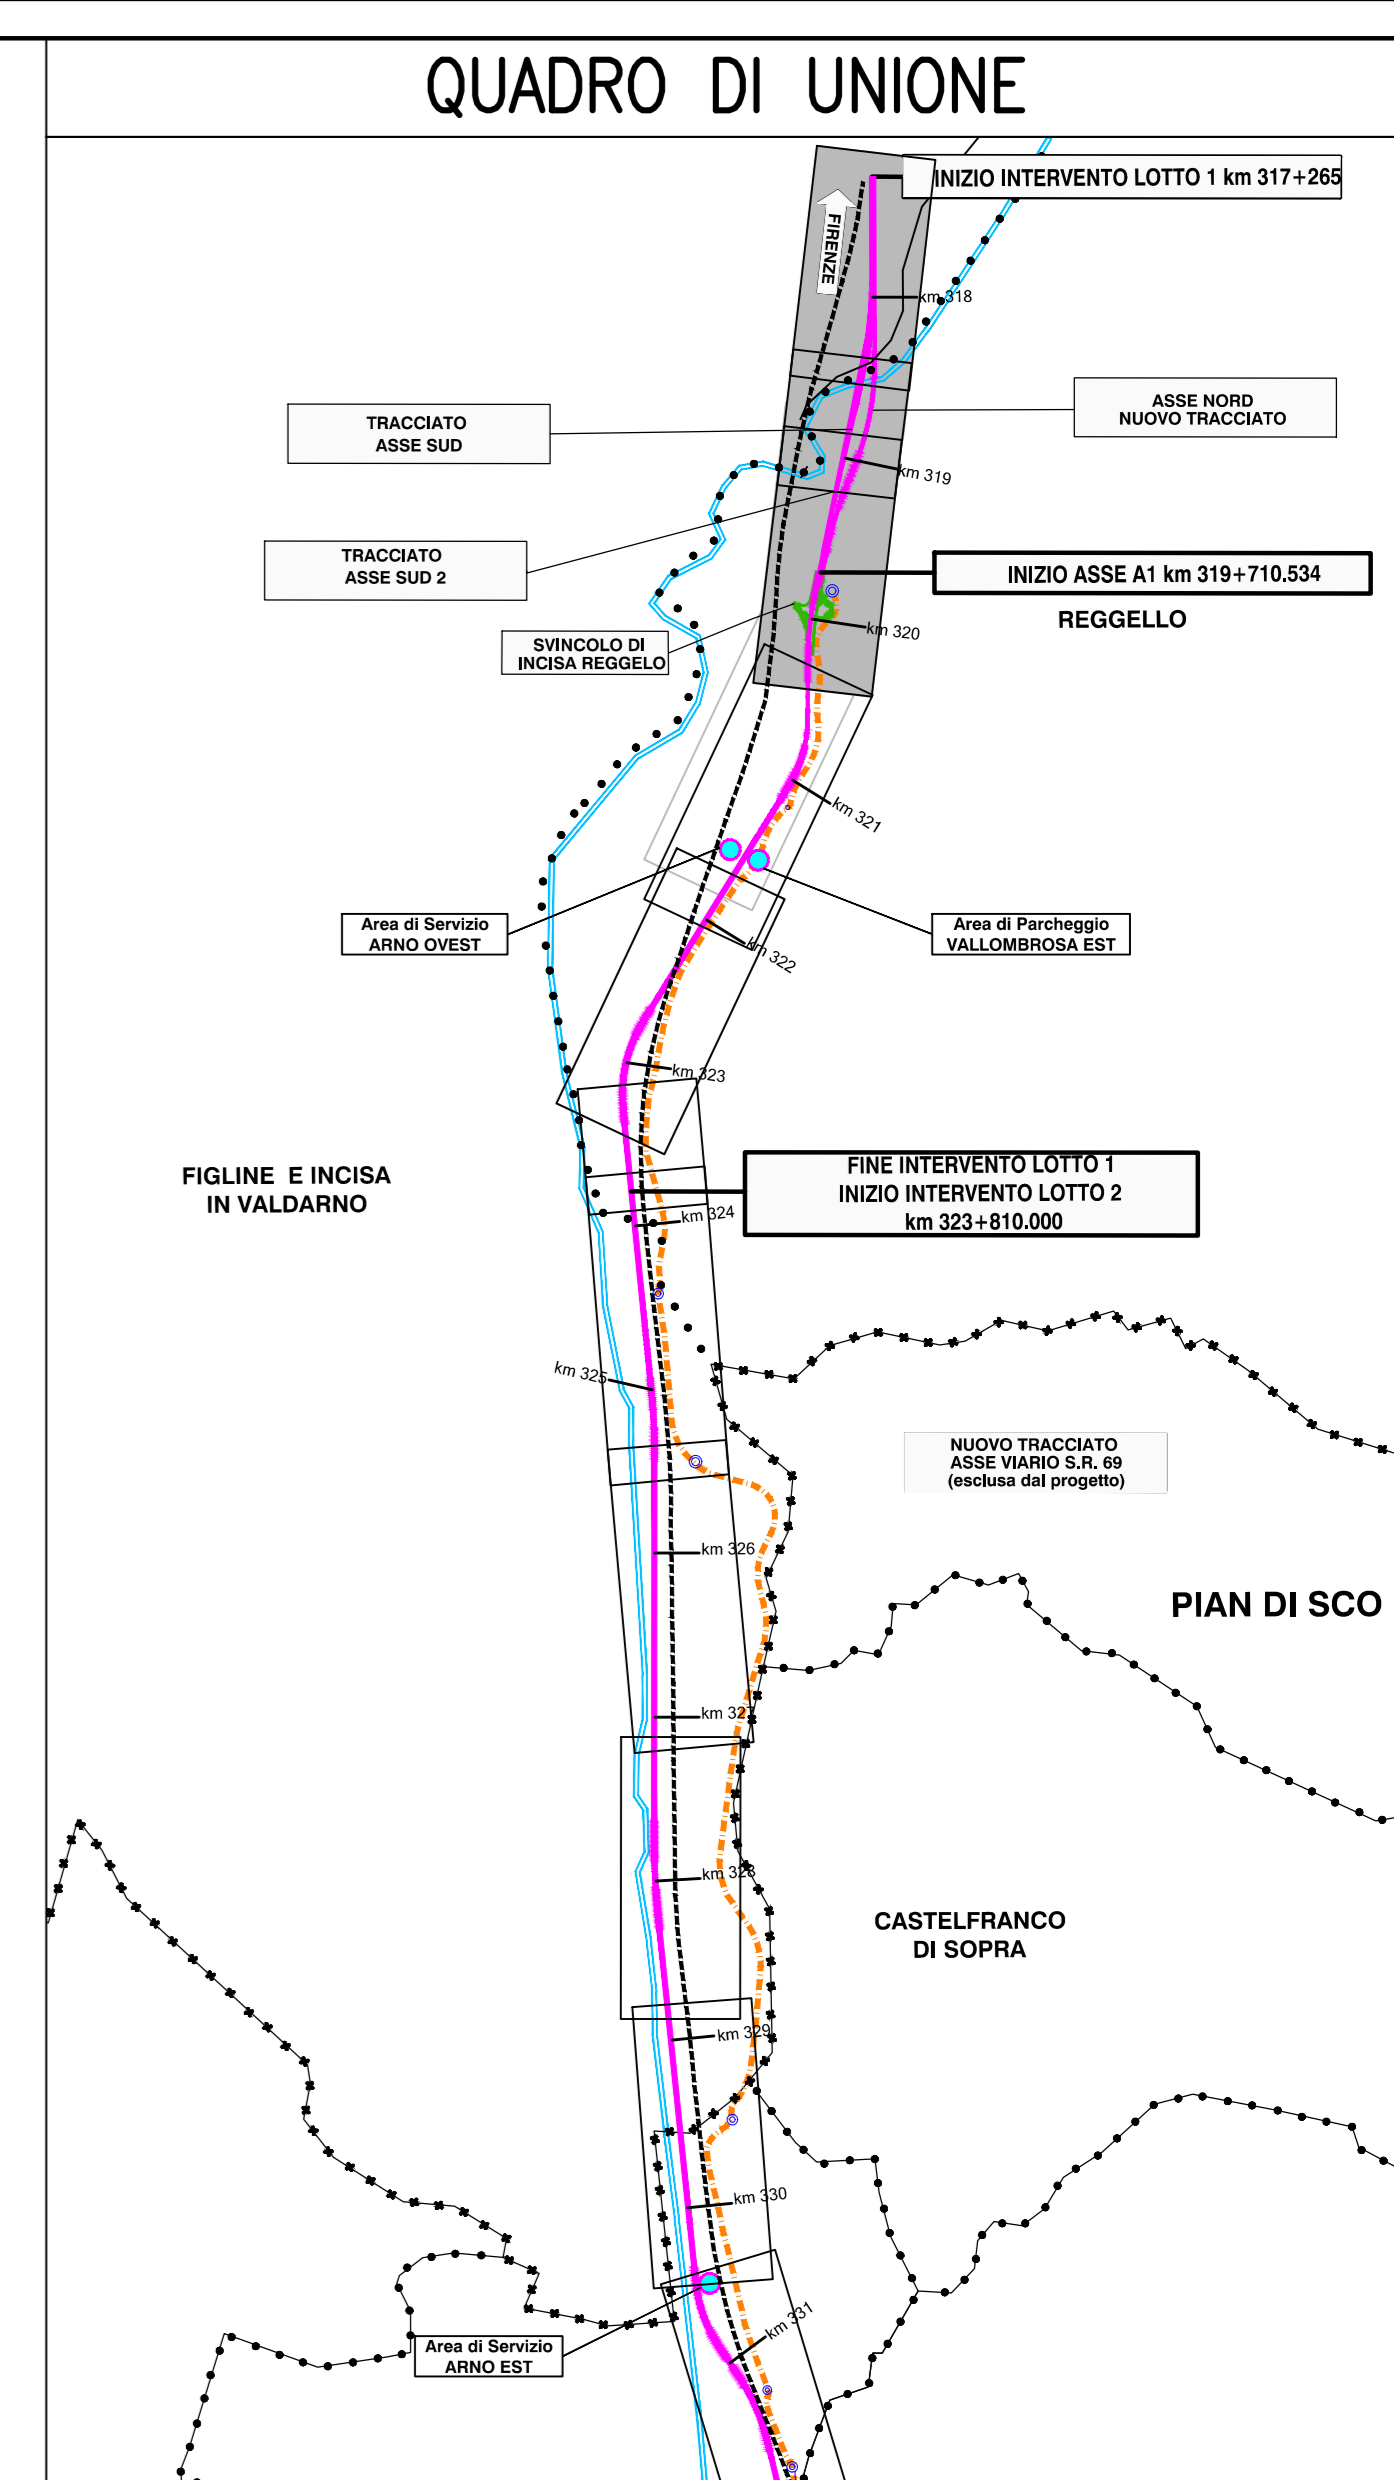 QUADRO DI UNIONE
INIZIO INTERVENTO LOTTO 1 km 317+265
FIRENZE
km 318
TRACCIATO
ASSE SUD
ASSE NORD
NUOVO TRACCIATO
km 319
TRACCIATO
ASSE SUD 2
INIZIO ASSE A1 km 319+710.534
REGGELLO
km 320
SVINCOLO DI
INCISA REGGELO
km 321
Area di Servizio
ARNO OVEST
Area di Parcheggio
VALLOMBROSA EST
km 322
km 323
FIGLINE E INCISA
IN VALDARNO
FINE INTERVENTO LOTTO 1
INIZIO INTERVENTO LOTTO 2
km 323+810.000
km 324
km 325
NUOVO TRACCIATO
ASSE VIARIO S.R. 69
(esclusa dal progetto)
km 326
PIAN DI SCO
km 327
km 328
CASTELFRANCO
DI SOPRA
km 329
km 330
km 331
Area di Servizio
ARNO EST